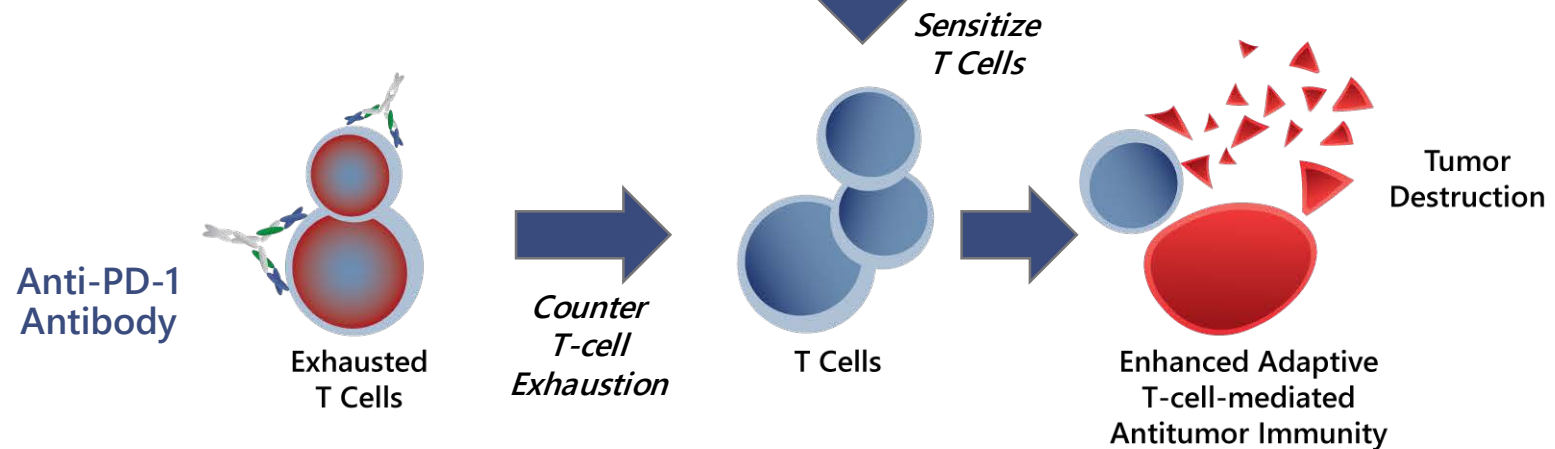 Sensitize
T Cells
Anti-PD-1
Antibody
Exhausted
T Cells
Counter
T-cell
Exhaustion
T Cells
Enhanced Adaptive
T-cell-mediated
Antitumor Immunity
Tumor
Destruction